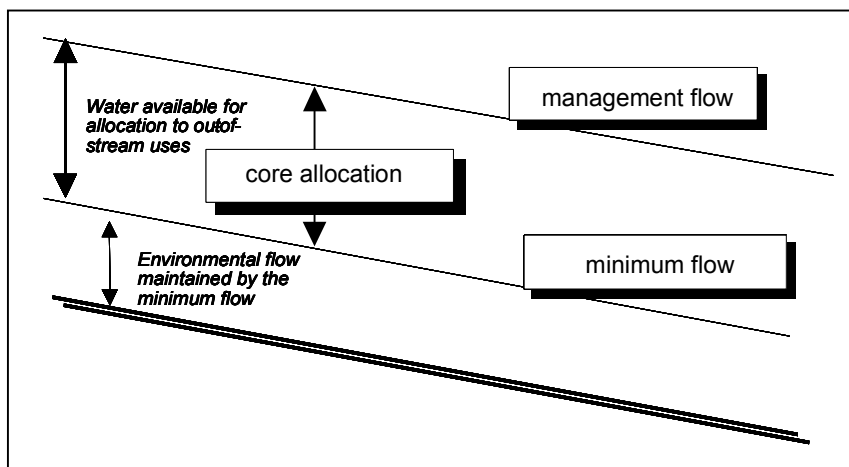 Water available for
allocation to outof-
stream uses
management flow
core allocation
Environmental flow
maintained by the
minimum flow
minimum flow